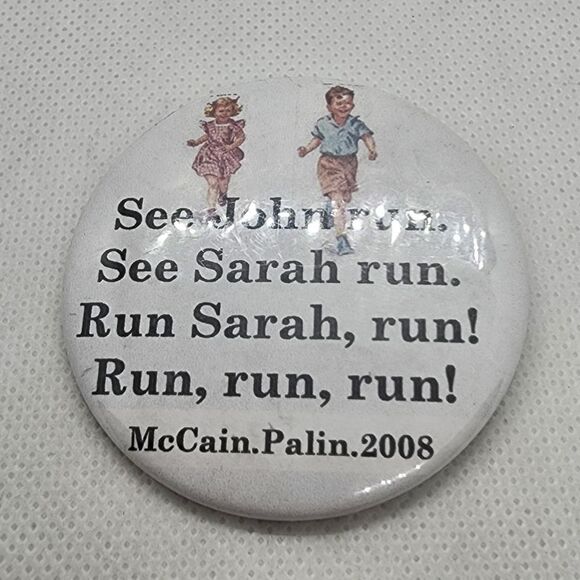 See John run.
See Sarah run.
Run Sarah, run!
Run, run, run!
McCain.Palin.2008